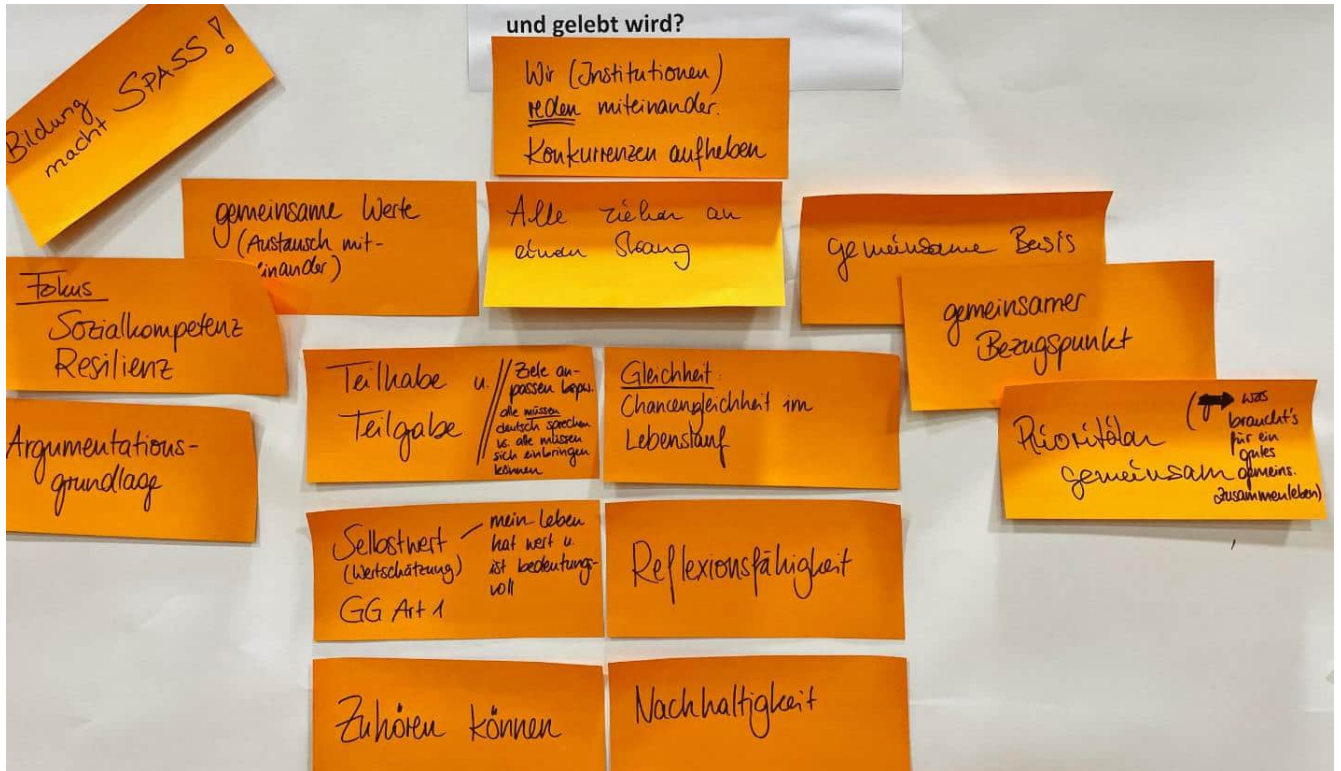 und gelebt wird?
Bildung
macht SPASS!
Wir (Institutionen)
reden miteinander.
Konkurrenzen aufheben
gemeinsame Werte
(Austausch mit-
einander)
Alle ziehen an
einen Strang
gemeinsame Basis
gemeinsamer
Bezugspunkt
Fokus
Sozialkompetenz
Resilienz
Teilhabe u.
Teilgabe
Ziele an-
passen bspw.
alle müssen
deutsch sprechen
vs. alle müssen
sich einbringen
können
Gleichheit:
Chancengleichheit im
Lebenslauf
Prioritäten
gemeinsam
(➡ was
braucht's
für ein
gutes
gemeins.
Zusammenleben)
Argumentations-
grundlage
Selbstwert
(Wertschätzung)
GG Art 1
mein Leben
hat wert u.
ist bedeutungs-
voll
Reflexionsfähigkeit
Zuhören können
Nachhaltigkeit